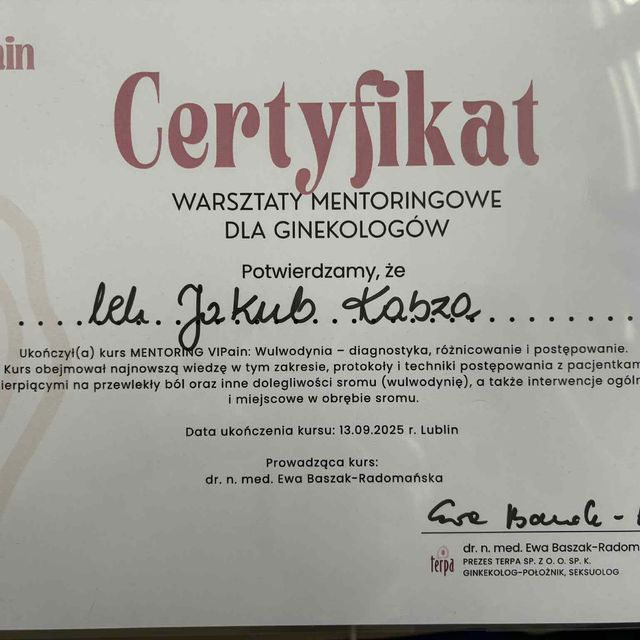 ain
Certyfikat
WARSZTATY MENTORINGOWE
DLA GINEKOLOGÓW
Potwierdzamy, że
lek. Jakub Kabza
Ukończył(a) kurs MENTORING VIPain: Wulwodynia – diagnostyka, różnicowanie i postępowanie.
Kurs obejmował najnowszą wiedzę w tym zakresie, protokoły i techniki postępowania z pacjentkam
ierpiącymi na przewlekły ból oraz inne dolegliwości sromu (wulwodynię), a także interwencje ogóln
i miejscowe w obrębie sromu.
Data ukończenia kursu: 13.09.2025 r. Lublin
Prowadząca kurs:
dr. n. med. Ewa Baszak-Radomańska
Ewa
dr. n. med. Ewa Baszak-Radom
terpa
PREZES TERPA SP. Z O. O. SP. K.
GINKEKOLOG-POŁOŻNIK, SEKSUOLOG